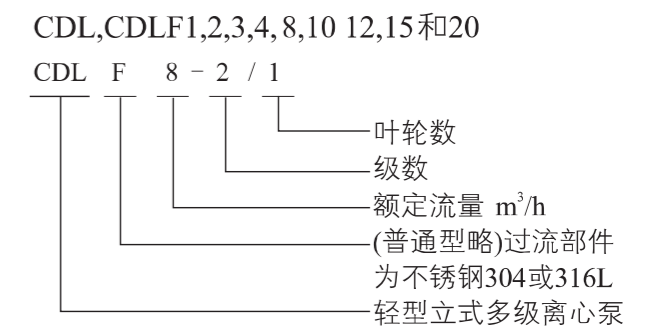 CDL,CDLF1,2,3,4,8,10 12,15和20
CDL F 8 - 2 / 1
叶轮数
级数
额定流量 m³/h
(普通型略)过流部件
为不锈钢304或316L
轻型立式多级离心泵